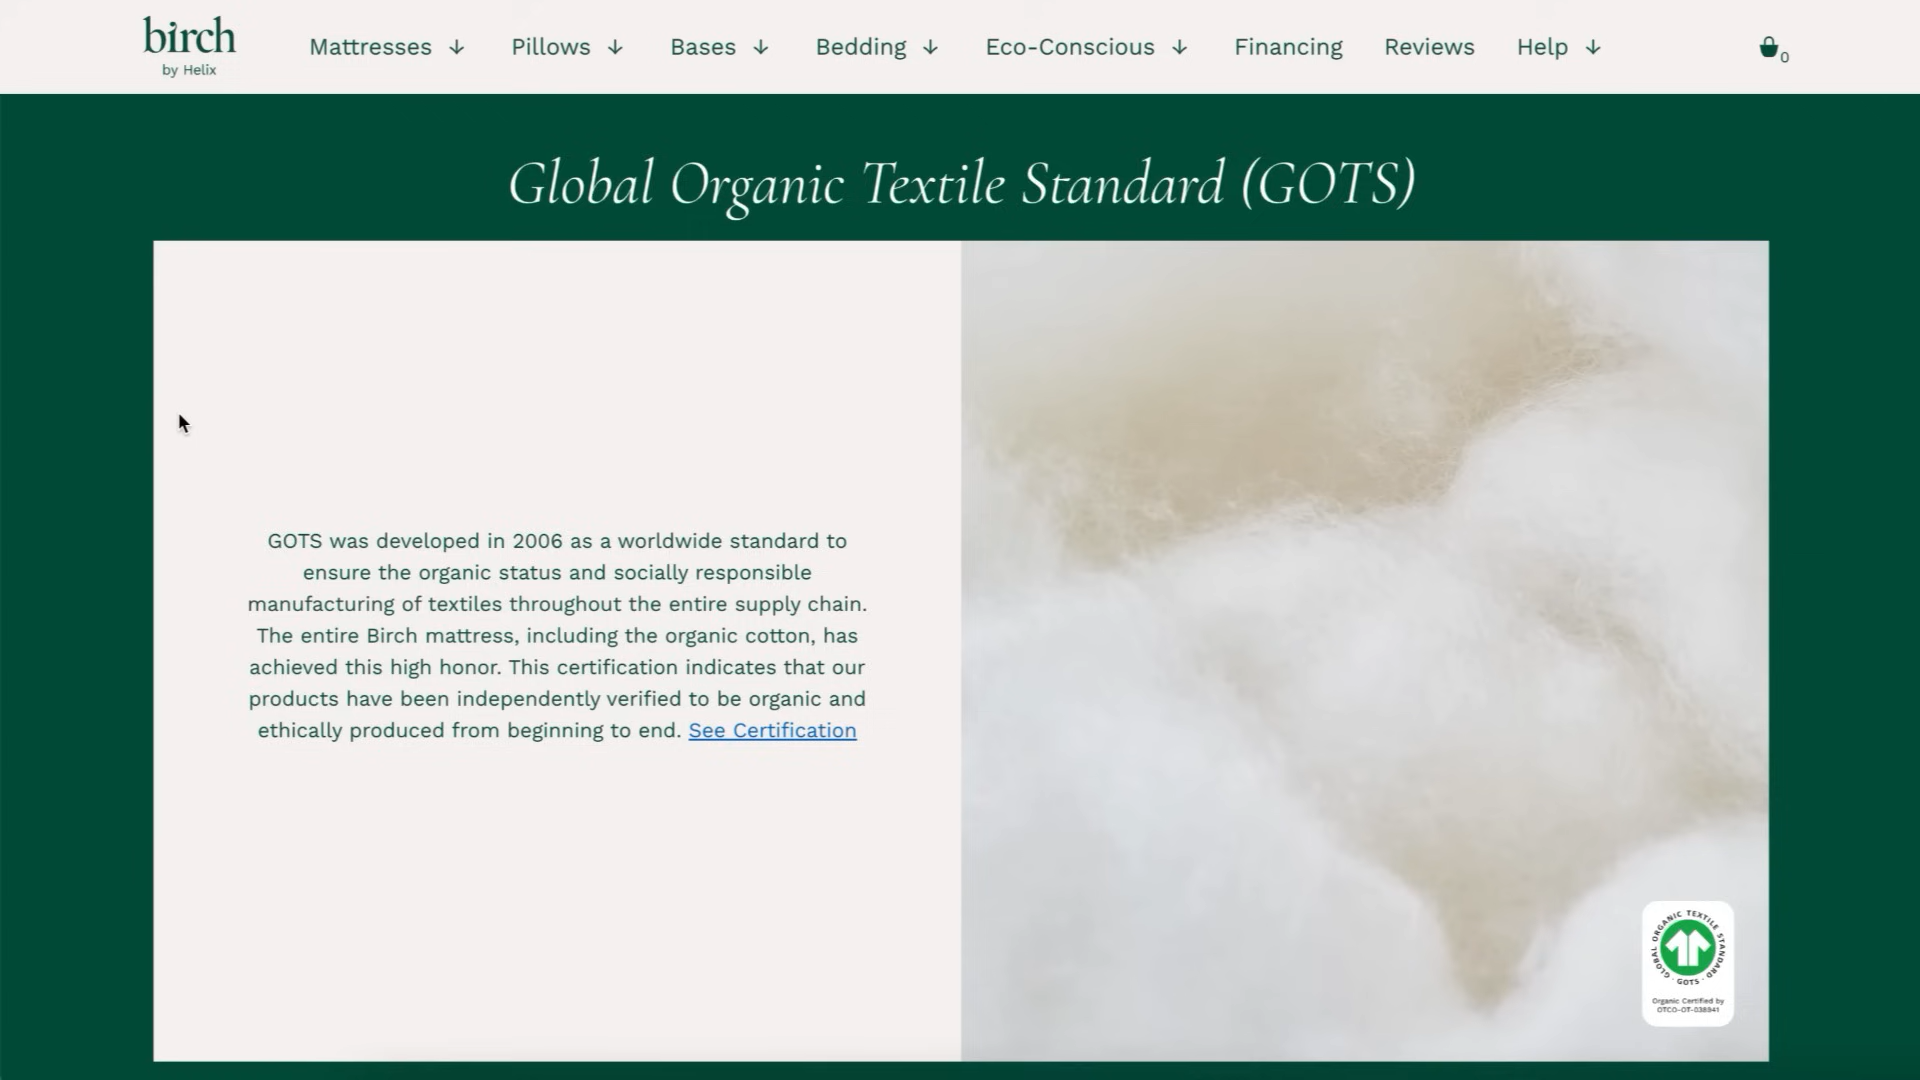 birch
by Helix
Mattresses ↓ Pillows ↓ Bases ↓ Bedding ↓ Eco-Conscious ↓ Financing Reviews Help ↓ 0
Global Organic Textile Standard (GOTS)
GOTS was developed in 2006 as a worldwide standard to
ensure the organic status and socially responsible
manufacturing of textiles throughout the entire supply chain.
The entire Birch mattress, including the organic cotton, has
achieved this high honor. This certification indicates that our
products have been independently verified to be organic and
ethically produced from beginning to end. See Certification
GLOBAL ORGANIC TEXTILE STANDARD · GOTS ·
Organic Certified by
OTCO-OT-038941